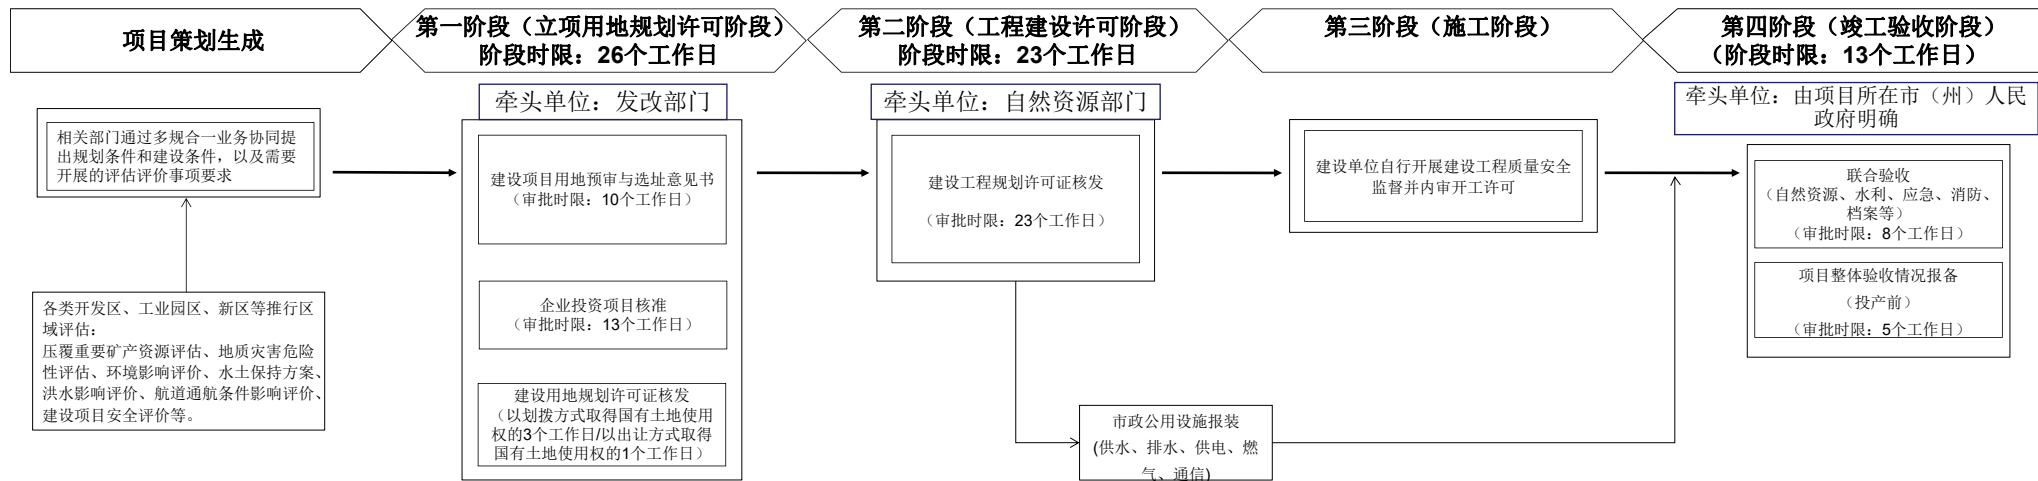 项目策划生成
第一阶段（立项用地规划许可阶段）
阶段时限：26个工作日
第二阶段（工程建设许可阶段）
阶段时限：23个工作日
第三阶段（施工阶段）
第四阶段（竣工验收阶段）
（阶段时限：13个工作日）
牵头单位：发改部门
牵头单位：自然资源部门
牵头单位：由项目所在市（州）人民
政府明确
相关部门通过多规合一业务协同提
出规划条件和建设条件，以及需要
开展的评估评价事项要求
各类开发区、工业园区、新区等推行区
域评估：
压覆重要矿产资源评估、地质灾害危险
性评估、环境影响评价、水土保持方案、
洪水影响评价、航道通航条件影响评价、
建设项目安全评价等。
建设项目用地预审与选址意见书
（审批时限：10个工作日）
企业投资项目核准
（审批时限：13个工作日）
建设用地规划许可证核发
（以划拨方式取得国有土地使用
权的3个工作日/以出让方式取得
国有土地使用权的1个工作日）
建设工程规划许可证核发
（审批时限：23个工作日）
市政公用设施报装
(供水、排水、供电、燃
气、通信)
建设单位自行开展建设工程质量安全
监督并内审开工许可
联合验收
（自然资源、水利、应急、消防、
档案等）
（审批时限：8个工作日）
项目整体验收情况报备
（投产前）
（审批时限：5个工作日）